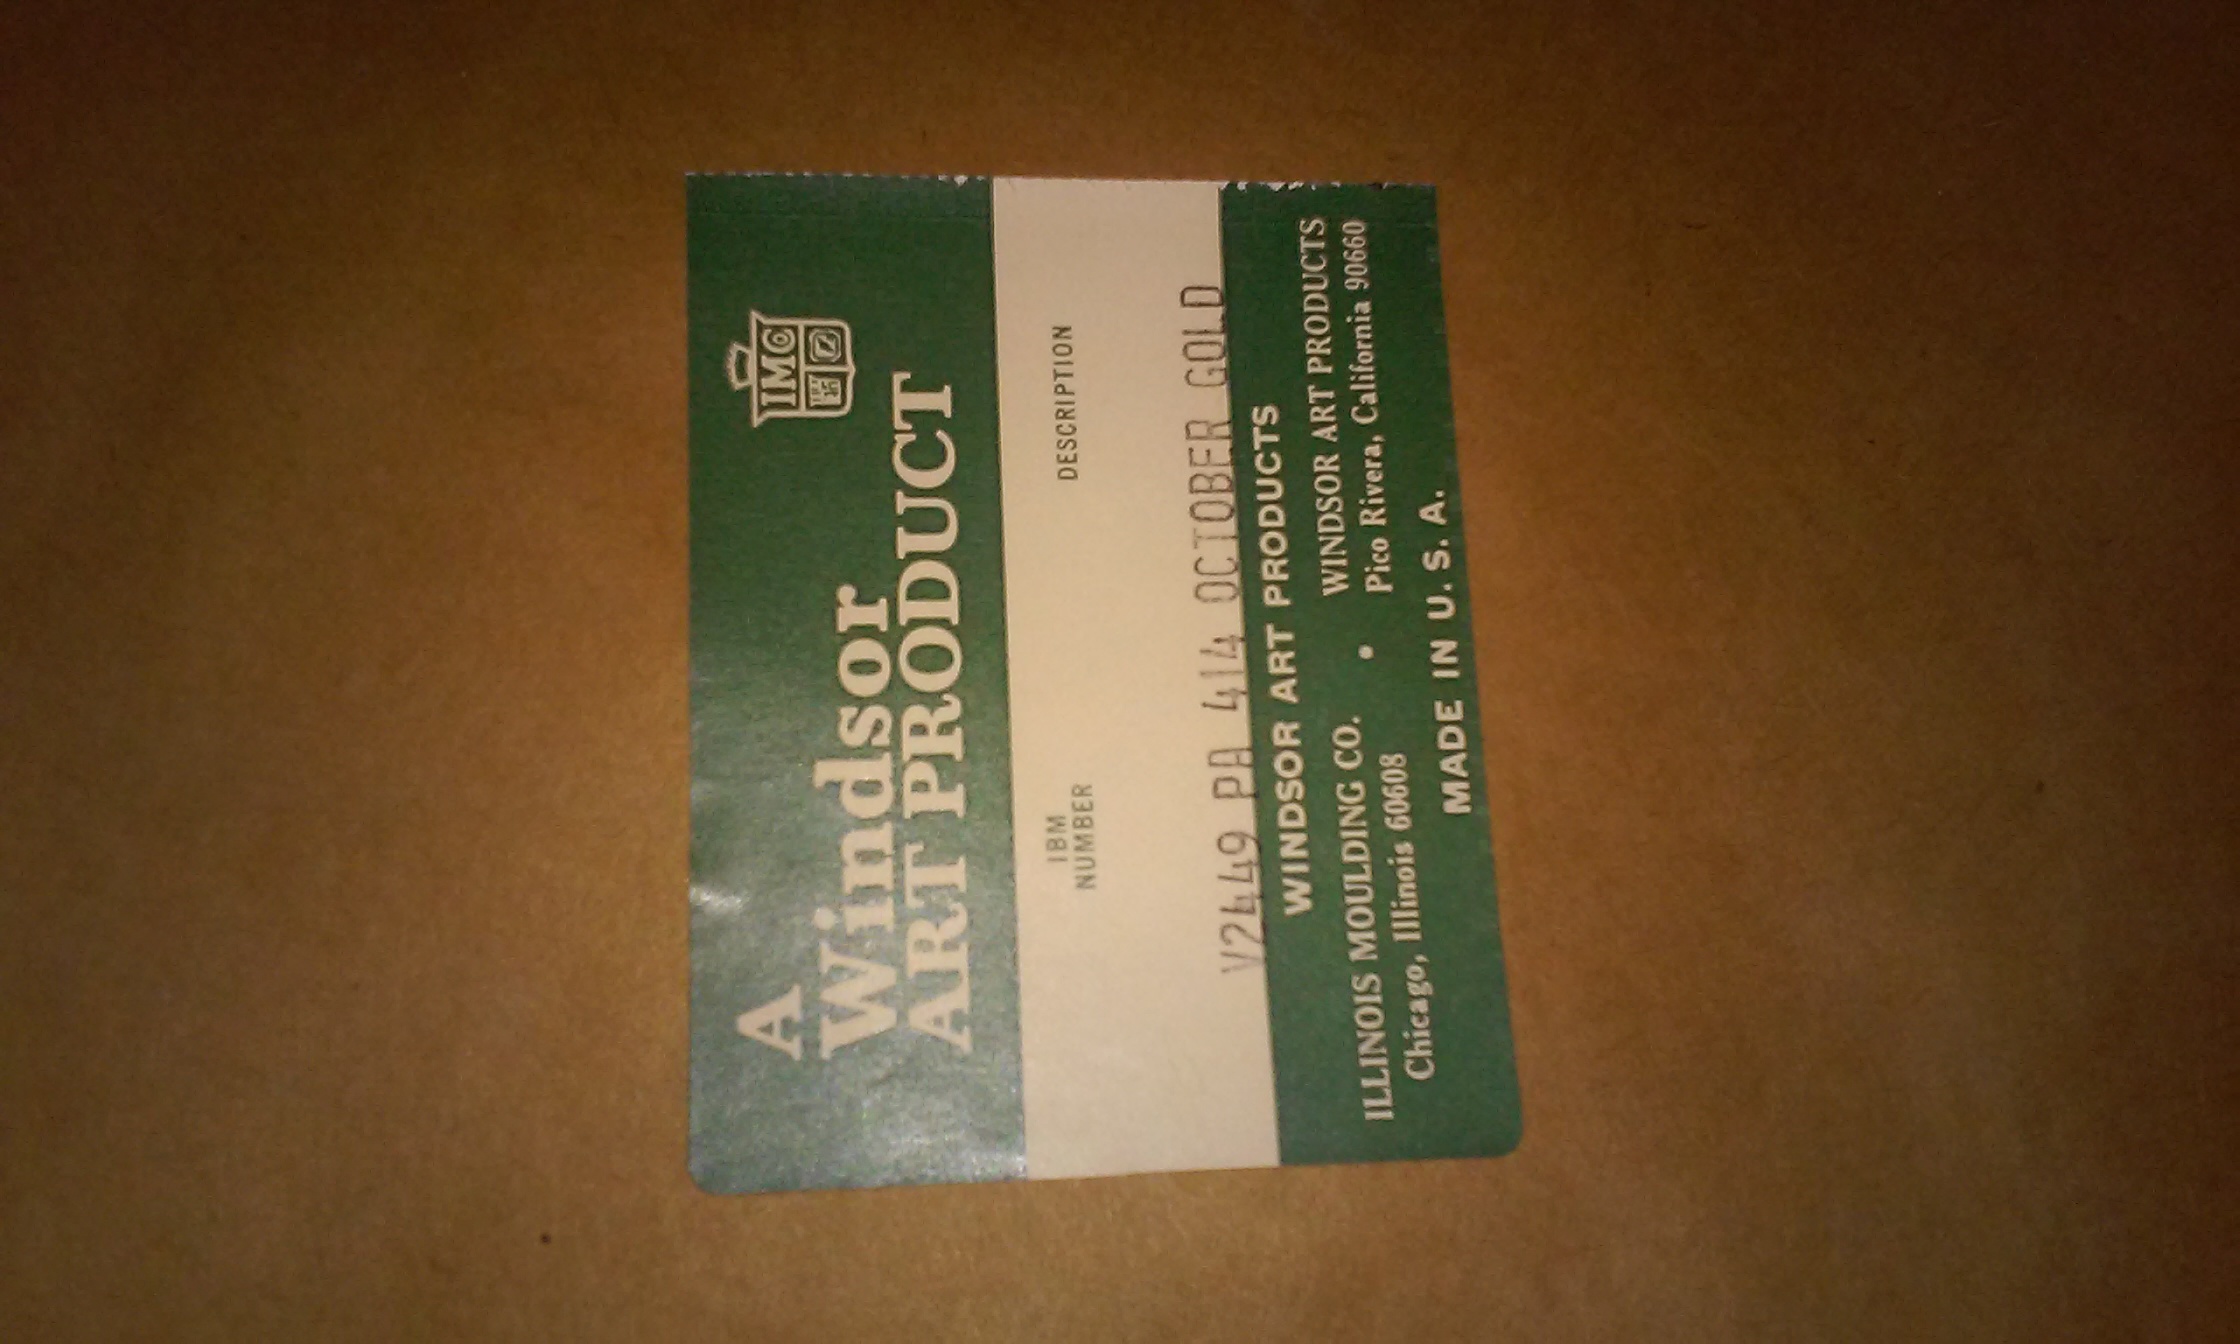 IMC
A
Windsor
ART PRODUCT
IBM
NUMBER
DESCRIPTION
V2449 PA 414 OCTOBER GOLD
WINDSOR ART PRODUCTS
ILLINOIS MOULDING CO. • WINDSOR ART PRODUCTS
Chicago, Illinois 60608 Pico Rivera, California 90660
MADE IN U. S. A.